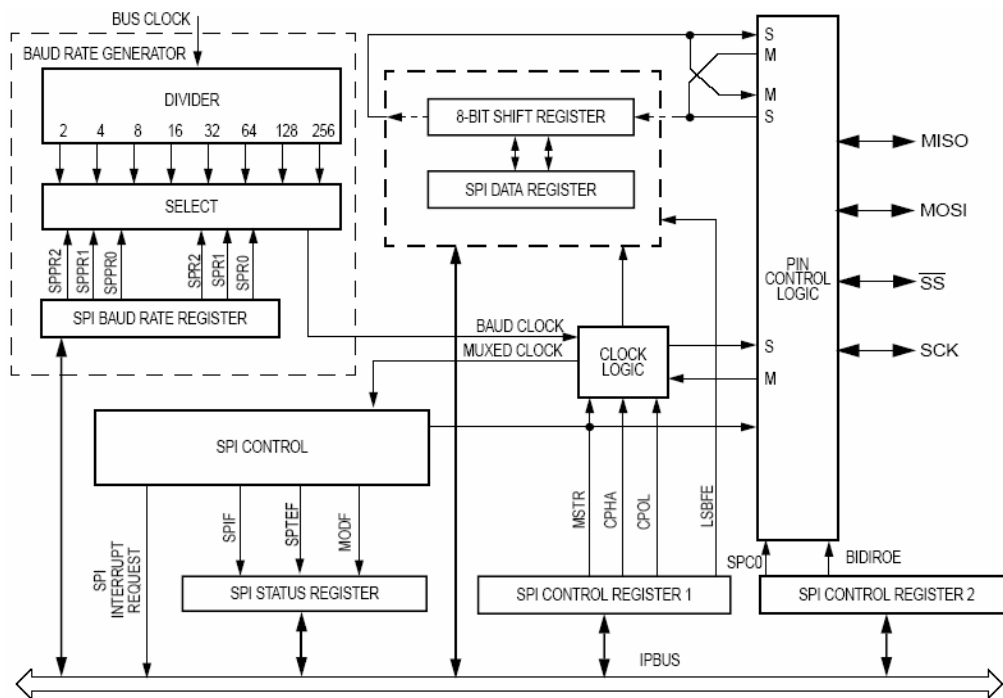 BUS CLOCK
BAUD RATE GENERATOR
DIVIDER
2 4 8 16 32 64 128 256
SELECT
SPPR2
SPPR1
SPPR0
SPR2
SPR1
SPR0
SPI BAUD RATE REGISTER
8-BIT SHIFT REGISTER
SPI DATA REGISTER
S
M
M
S
PIN
CONTROL
LOGIC
MISO
MOSI
SS
SCK
BAUD CLOCK
MUXED CLOCK
CLOCK
LOGIC
S
M
SPI CONTROL
SPI
INTERRUPT
REQUEST
SPIF
SPTEF
MODF
MSTR
CPHA
CPOL
LSBFE
SPC0
BIDIROE
SPI STATUS REGISTER
SPI CONTROL REGISTER 1
SPI CONTROL REGISTER 2
IPBUS